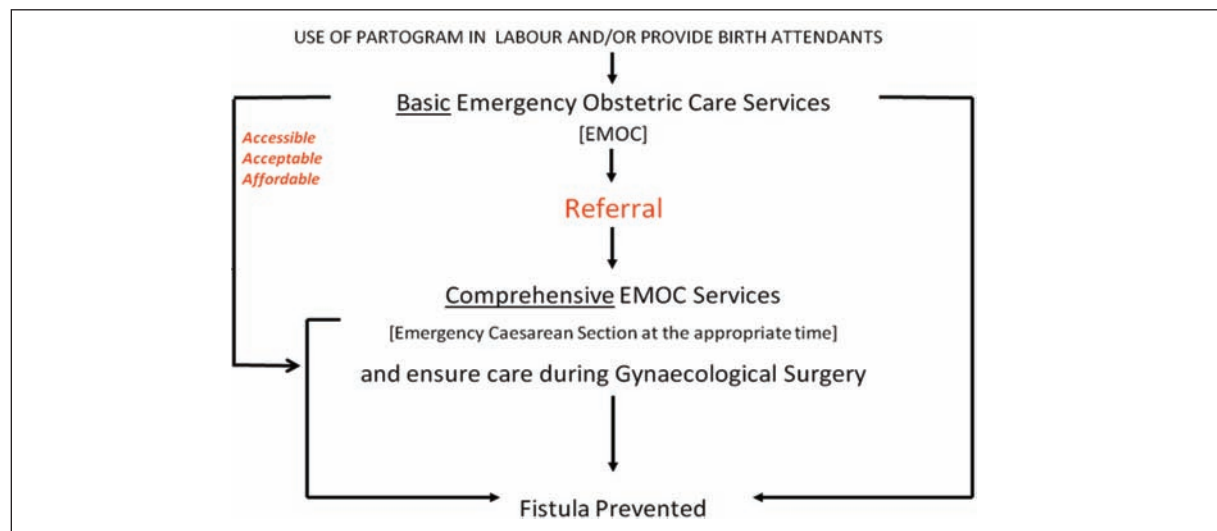 USE OF PARTOGRAM IN LABOUR AND/OR PROVIDE BIRTH ATTENDANTS
Basic Emergency Obstetric Care Services
[EMOC]
Accessible
Acceptable
Affordable
Referral
Comprehensive EMOC Services
[Emergency Caesarean Section at the appropriate time]
and ensure care during Gynaecological Surgery
Fistula Prevented